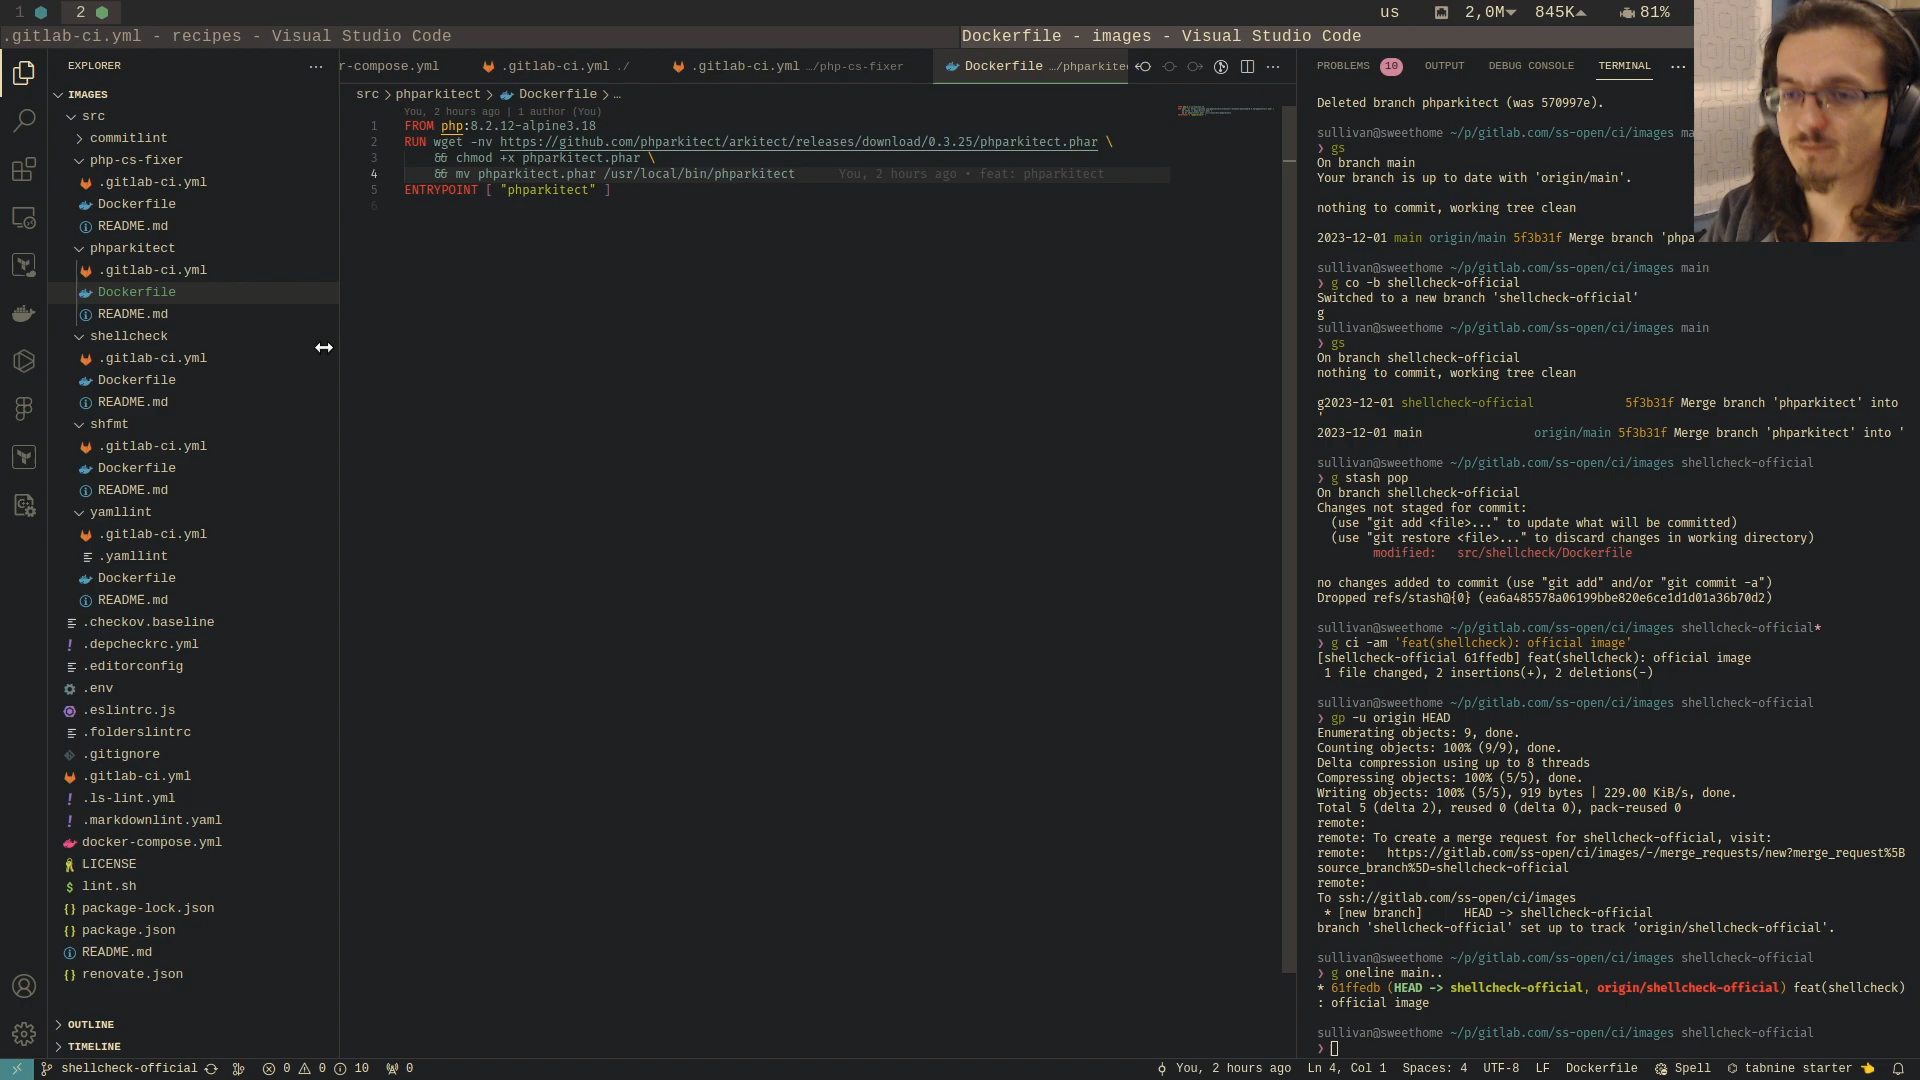 1 2 us 2,0M 845K 81%
.gitlab-ci.yml - recipes - Visual Studio Code
Dockerfile - images - Visual Studio Code
EXPLORER
IMAGES
src
commitlint
php-cs-fixer
.gitlab-ci.yml
Dockerfile
README.md
phparkitect
.gitlab-ci.yml
Dockerfile
README.md
shellcheck
.gitlab-ci.yml
Dockerfile
README.md
shfmt
.gitlab-ci.yml
Dockerfile
README.md
yamllint
.gitlab-ci.yml
.yamllint
Dockerfile
README.md
.checkov.baseline
.depcheckrc.yml
.editorconfig
.env
.eslintrc.js
.folderslintrc
.gitignore
.gitlab-ci.yml
.ls-lint.yml
.markdownlint.yaml
docker-compose.yml
LICENSE
lint.sh
package-lock.json
package.json
README.md
renovate.json
OUTLINE
TIMELINE
r-compose.yml .gitlab-ci.yml ./ .gitlab-ci.yml .../php-cs-fixer Dockerfile .../phparkitec
src > phparkitect > Dockerfile > ...
You, 2 hours ago | 1 author (You)
1 FROM php:8.2.12-alpine3.18
2 RUN wget -nv https://github.com/phparkitect/arkitect/releases/download/0.3.25/phparkitect.phar \
3 && chmod +x phparkitect.phar \
4 && mv phparkitect.phar /usr/local/bin/phparkitect You, 2 hours ago • feat: phparkitect
5 ENTRYPOINT [ "phparkitect" ]
6
PROBLEMS 10 OUTPUT DEBUG CONSOLE TERMINAL
Deleted branch phparkitect (was 570997e).
sullivan@sweethome ~/p/gitlab.com/ss-open/ci/images ma
❯ gs
On branch main
Your branch is up to date with 'origin/main'.
nothing to commit, working tree clean
2023-12-01 main origin/main 5f3b31f Merge branch 'phpa
sullivan@sweethome ~/p/gitlab.com/ss-open/ci/images main
❯ g co -b shellcheck-official
Switched to a new branch 'shellcheck-official'
g
sullivan@sweethome ~/p/gitlab.com/ss-open/ci/images main
❯ gs
On branch shellcheck-official
nothing to commit, working tree clean
g2023-12-01 shellcheck-official 5f3b31f Merge branch 'phparkitect' into
'
2023-12-01 main origin/main 5f3b31f Merge branch 'phparkitect' into '
sullivan@sweethome ~/p/gitlab.com/ss-open/ci/images shellcheck-official
❯ g stash pop
On branch shellcheck-official
Changes not staged for commit:
(use "git add <file>..." to update what will be committed)
(use "git restore <file>..." to discard changes in working directory)
modified: src/shellcheck/Dockerfile
no changes added to commit (use "git add" and/or "git commit -a")
Dropped refs/stash@{0} (ea6a485578a06199bbe820e6ce1d1d01a36b70d2)
sullivan@sweethome ~/p/gitlab.com/ss-open/ci/images shellcheck-official*
❯ g ci -am 'feat(shellcheck): official image'
[shellcheck-official 61ffedb] feat(shellcheck): official image
1 file changed, 2 insertions(+), 2 deletions(-)
sullivan@sweethome ~/p/gitlab.com/ss-open/ci/images shellcheck-official
❯ gp -u origin HEAD
Enumerating objects: 9, done.
Counting objects: 100% (9/9), done.
Delta compression using up to 8 threads
Compressing objects: 100% (5/5), done.
Writing objects: 100% (5/5), 919 bytes | 229.00 KiB/s, done.
Total 5 (delta 2), reused 0 (delta 0), pack-reused 0
remote:
remote: To create a merge request for shellcheck-official, visit:
remote: https://gitlab.com/ss-open/ci/images/-/merge_requests/new?merge_request%5B
source_branch%5D=shellcheck-official
remote:
To ssh://gitlab.com/ss-open/ci/images
* [new branch] HEAD -> shellcheck-official
branch 'shellcheck-official' set up to track 'origin/shellcheck-official'.
sullivan@sweethome ~/p/gitlab.com/ss-open/ci/images shellcheck-official
❯ g oneline main..
* 61ffedb (HEAD -> shellcheck-official, origin/shellcheck-official) feat(shellcheck)
: official image
sullivan@sweethome ~/p/gitlab.com/ss-open/ci/images shellcheck-official
❯
shellcheck-official 0 0 10 0 You, 2 hours ago Ln 4, Col 1 Spaces: 4 UTF-8 LF Dockerfile Spell tabnine starter